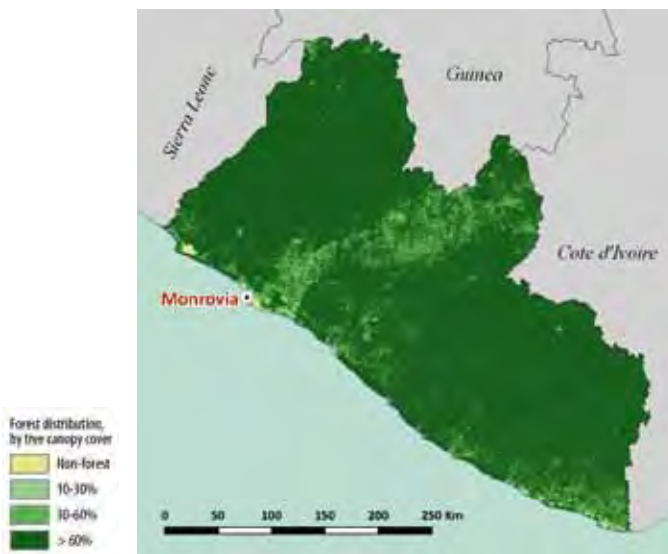 Guinea
Sierra Leone
Cote d'Ivoire
Monrovia
Forest distribution,
by tree canopy cover
Non-forest
10-30%
30-60%
> 60%
0 50 100 150 200 250 Km